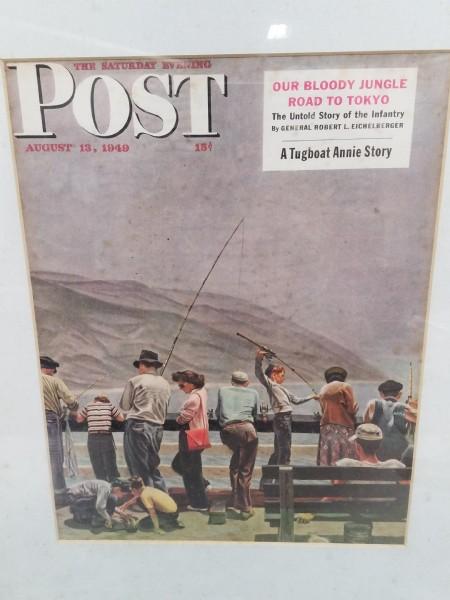 THE SATURDAY EVENING
POST
AUGUST 13, 1949 15¢
OUR BLOODY JUNGLE
ROAD TO TOKYO
The Untold Story of the Infantry
By GENERAL ROBERT L. EICHELBERGER
A Tugboat Annie Story